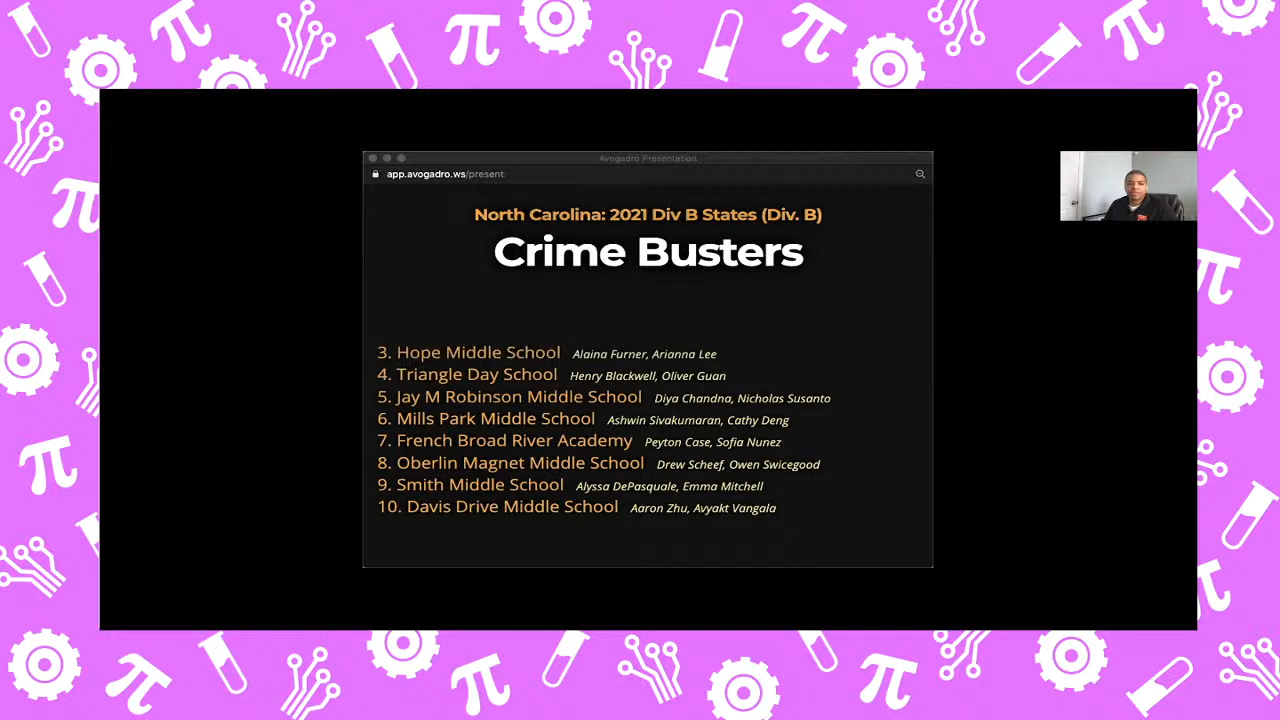 Avogadro Presentation
app.avogadro.ws/present
North Carolina: 2021 Div B States (Div. B)
Crime Busters
3. Hope Middle School Alaina Furner, Arianna Lee
4. Triangle Day School Henry Blackwell, Oliver Guan
5. Jay M Robinson Middle School Diya Chandna, Nicholas Susanto
6. Mills Park Middle School Ashwin Sivakumaran, Cathy Deng
7. French Broad River Academy Peyton Case, Sofia Nunez
8. Oberlin Magnet Middle School Drew Scheef, Owen Swicegood
9. Smith Middle School Alyssa DePasquale, Emma Mitchell
10. Davis Drive Middle School Aaron Zhu, Avyakt Vangala